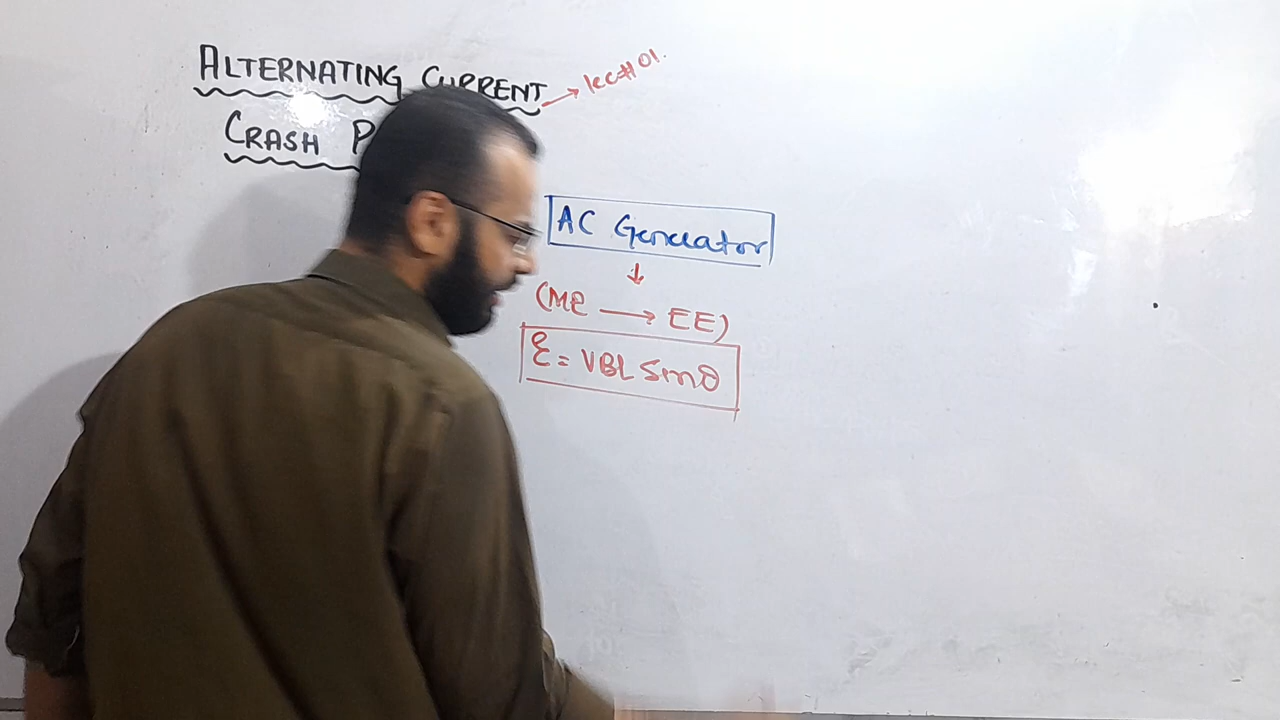 ALTERNATING CURRENT → lec# 01.
CRASH
AC Generator
↓
(ME → EE)
Ɛ = VBL Sinθ